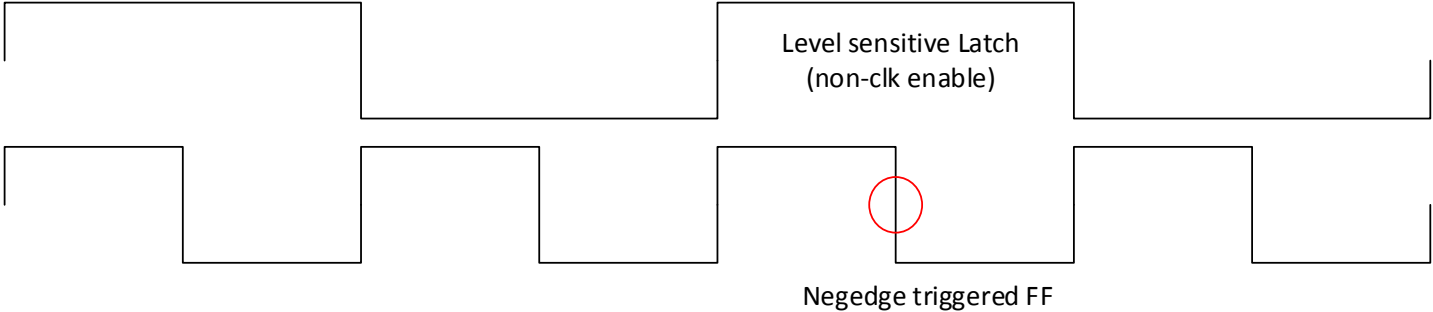 Level sensitive Latch
(non-clk enable)
Negedge triggered FF